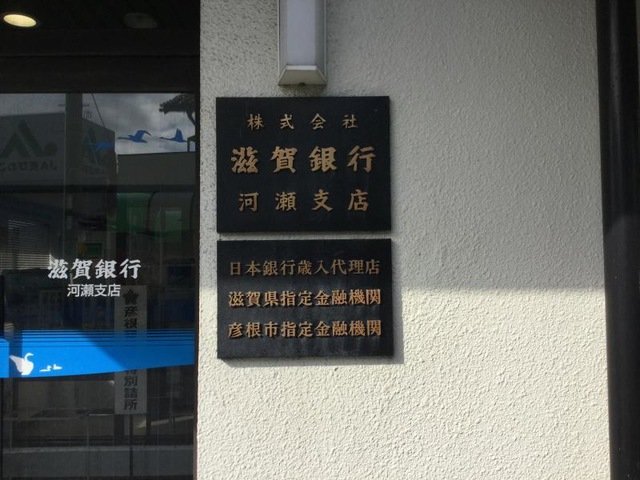 株式会社
滋賀銀行
河瀬支店
日本銀行歳入代理店
滋賀県指定金融機関
彦根市指定金融機関
滋賀銀行
河瀬支店